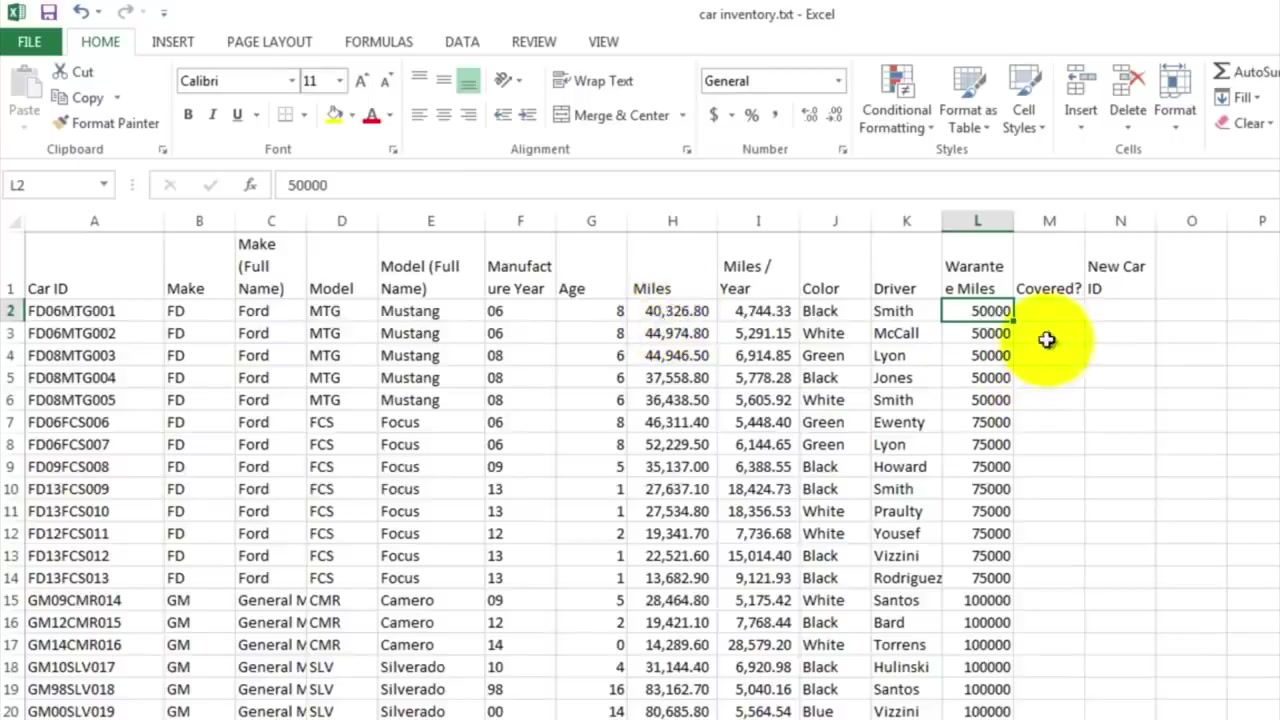 car inventory.txt - Excel
FILE HOME INSERT PAGE LAYOUT FORMULAS DATA REVIEW VIEW
Paste
Cut
Copy
Format Painter
Clipboard
Calibri 11
B I U
Font
Wrap Text
Merge & Center
Alignment
General
$ % ,
Number
Conditional Formatting
Format as Table
Cell Styles
Styles
Insert Delete Format
Cells
AutoSu
Fill
Clear
L2 fx 50000
A B C D E F G H I J K L M N O P
1 Car ID Make Make (Full Name) Model Model (Full Name) Manufact ure Year Age Miles Miles / Year Color Driver Warante e Miles Covered? New Car ID
2 FD06MTG001 FD Ford MTG Mustang 06 8 40,326.80 4,744.33 Black Smith 50000
3 FD06MTG002 FD Ford MTG Mustang 06 8 44,974.80 5,291.15 White McCall 50000
4 FD08MTG003 FD Ford MTG Mustang 08 6 44,946.50 6,914.85 Green Lyon 50000
5 FD08MTG004 FD Ford MTG Mustang 08 6 37,558.80 5,778.28 Black Jones 50000
6 FD08MTG005 FD Ford MTG Mustang 08 6 36,438.50 5,605.92 White Smith 50000
7 FD06FCS006 FD Ford FCS Focus 06 8 46,311.40 5,448.40 Green Ewenty 75000
8 FD06FCS007 FD Ford FCS Focus 06 8 52,229.50 6,144.65 Green Lyon 75000
9 FD09FCS008 FD Ford FCS Focus 09 5 35,137.00 6,388.55 Black Howard 75000
10 FD13FCS009 FD Ford FCS Focus 13 1 27,637.10 18,424.73 Black Smith 75000
11 FD13FCS010 FD Ford FCS Focus 13 1 27,534.80 18,356.53 White Praulty 75000
12 FD12FCS011 FD Ford FCS Focus 12 2 19,341.70 7,736.68 White Yousef 75000
13 FD13FCS012 FD Ford FCS Focus 13 1 22,521.60 15,014.40 Black Vizzini 75000
14 FD13FCS013 FD Ford FCS Focus 13 1 13,682.90 9,121.93 Black Rodriguez 75000
15 GM09CMR014 GM General M CMR Camero 09 5 28,464.80 5,175.42 White Santos 100000
16 GM12CMR015 GM General M CMR Camero 12 2 19,421.10 7,768.44 Black Bard 100000
17 GM14CMR016 GM General M CMR Camero 14 0 14,289.60 28,579.20 White Torrens 100000
18 GM10SLV017 GM General M SLV Silverado 10 4 31,144.40 6,920.98 Black Hulinski 100000
19 GM98SLV018 GM General M SLV Silverado 98 16 83,162.70 5,040.16 Black Santos 100000
20 GM00SLV019 GM General M SLV Silverado 00 14 80,685.80 5,564.54 Blue Vizzini 100000